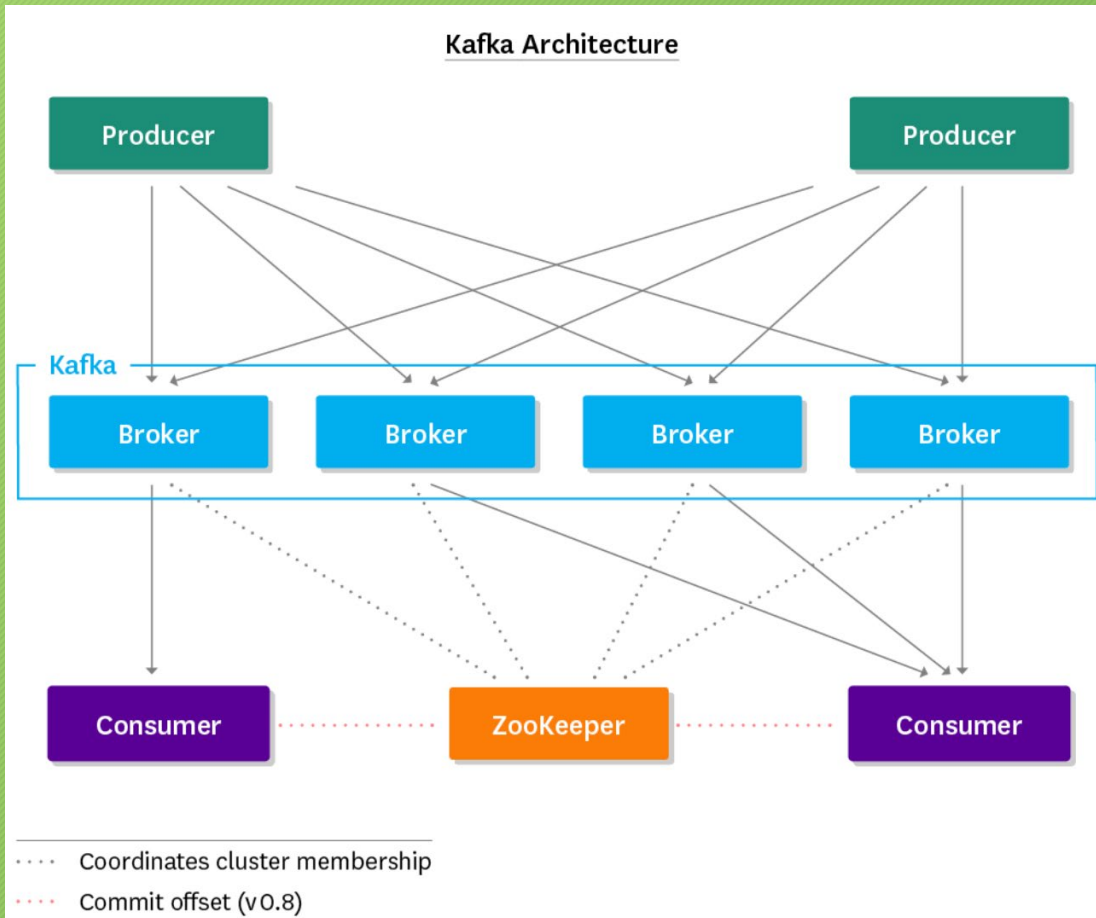 Kafka Architecture
Producer
Producer
Kafka
Broker
Broker
Broker
Broker
Consumer
ZooKeeper
Consumer
Coordinates cluster membership
Commit offset (v0.8)